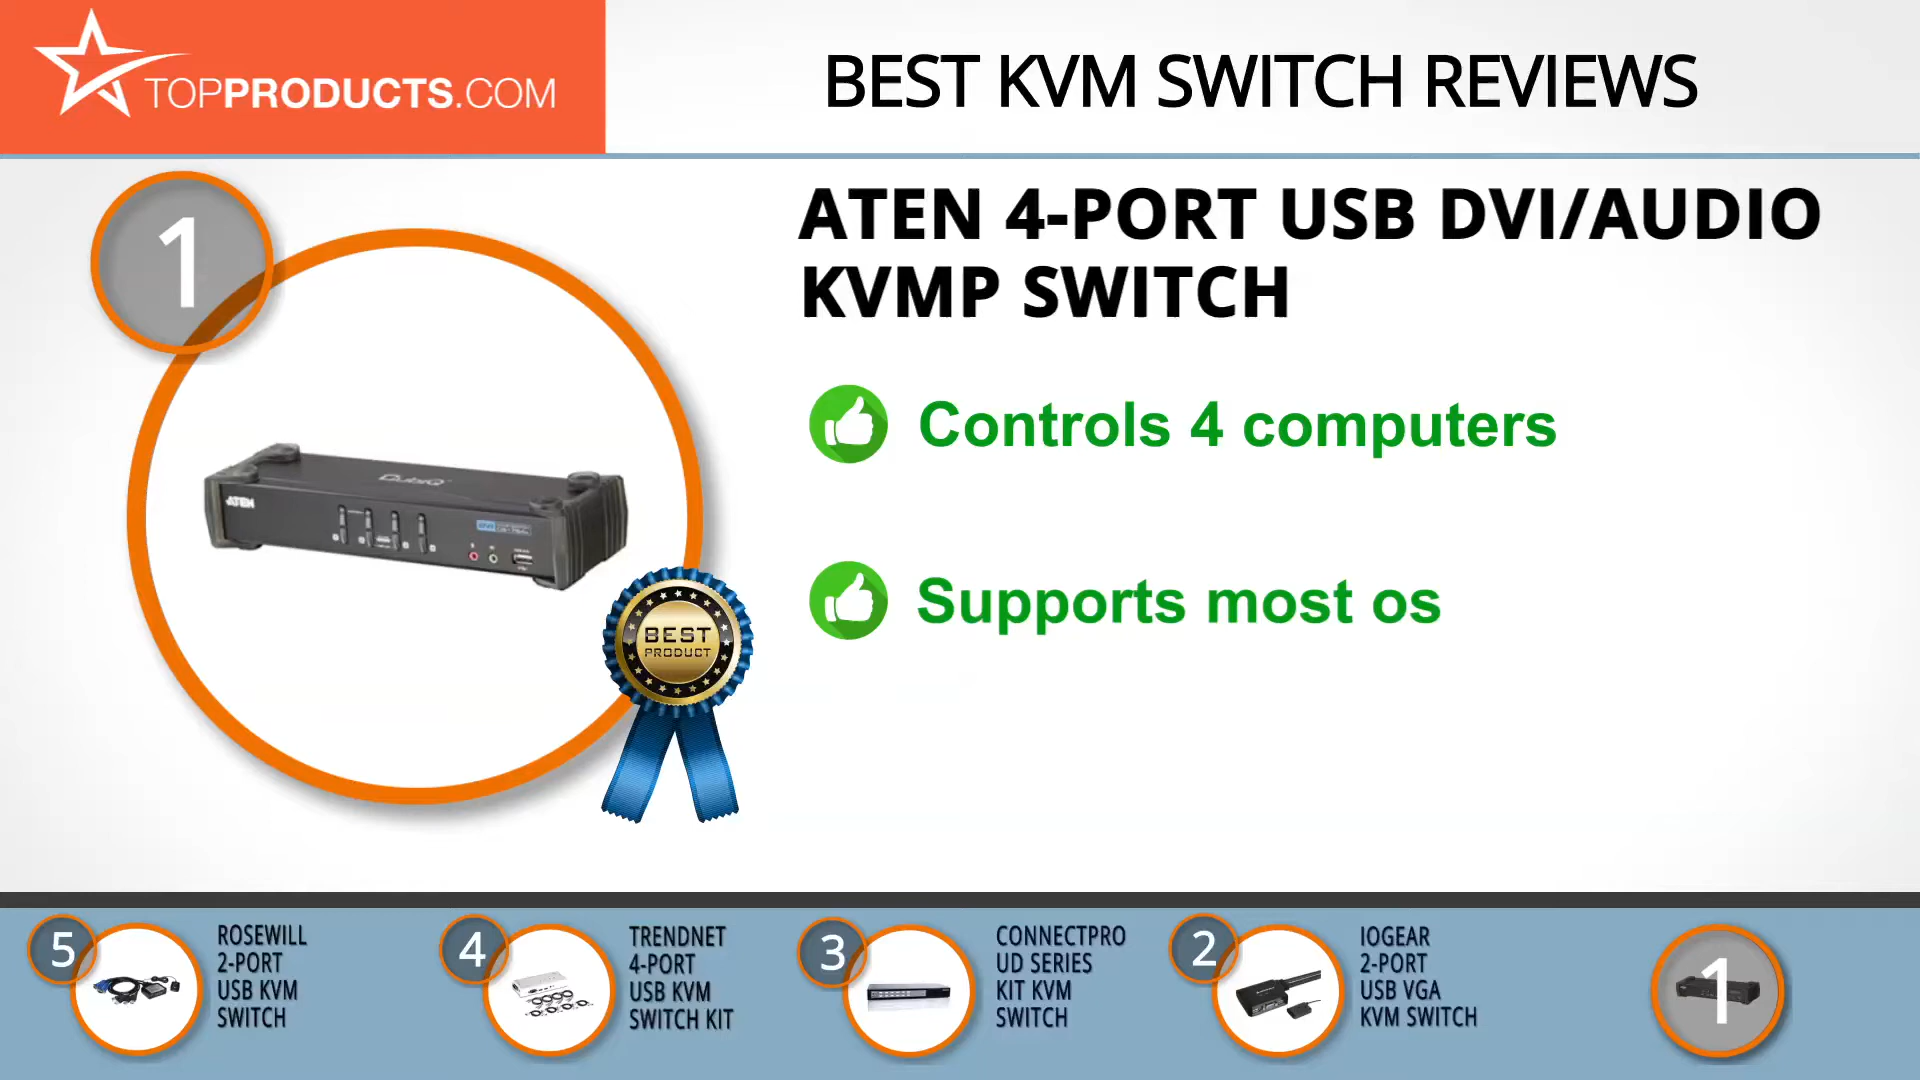 TOPPRODUCTS.COM
BEST KVM SWITCH REVIEWS
1
ATEN 4-PORT USB DVI/AUDIO
KVMP SWITCH
Controls 4 computers
Supports most os
ATEN
CubiQ
BEST
PRODUCT
5
ROSEWILL
2-PORT
USB KVM
SWITCH
4
TRENDNET
4-PORT
USB KVM
SWITCH KIT
3
CONNECTPRO
UD SERIES
KIT KVM
SWITCH
2
IOGEAR
2-PORT
USB VGA
KVM SWITCH
1